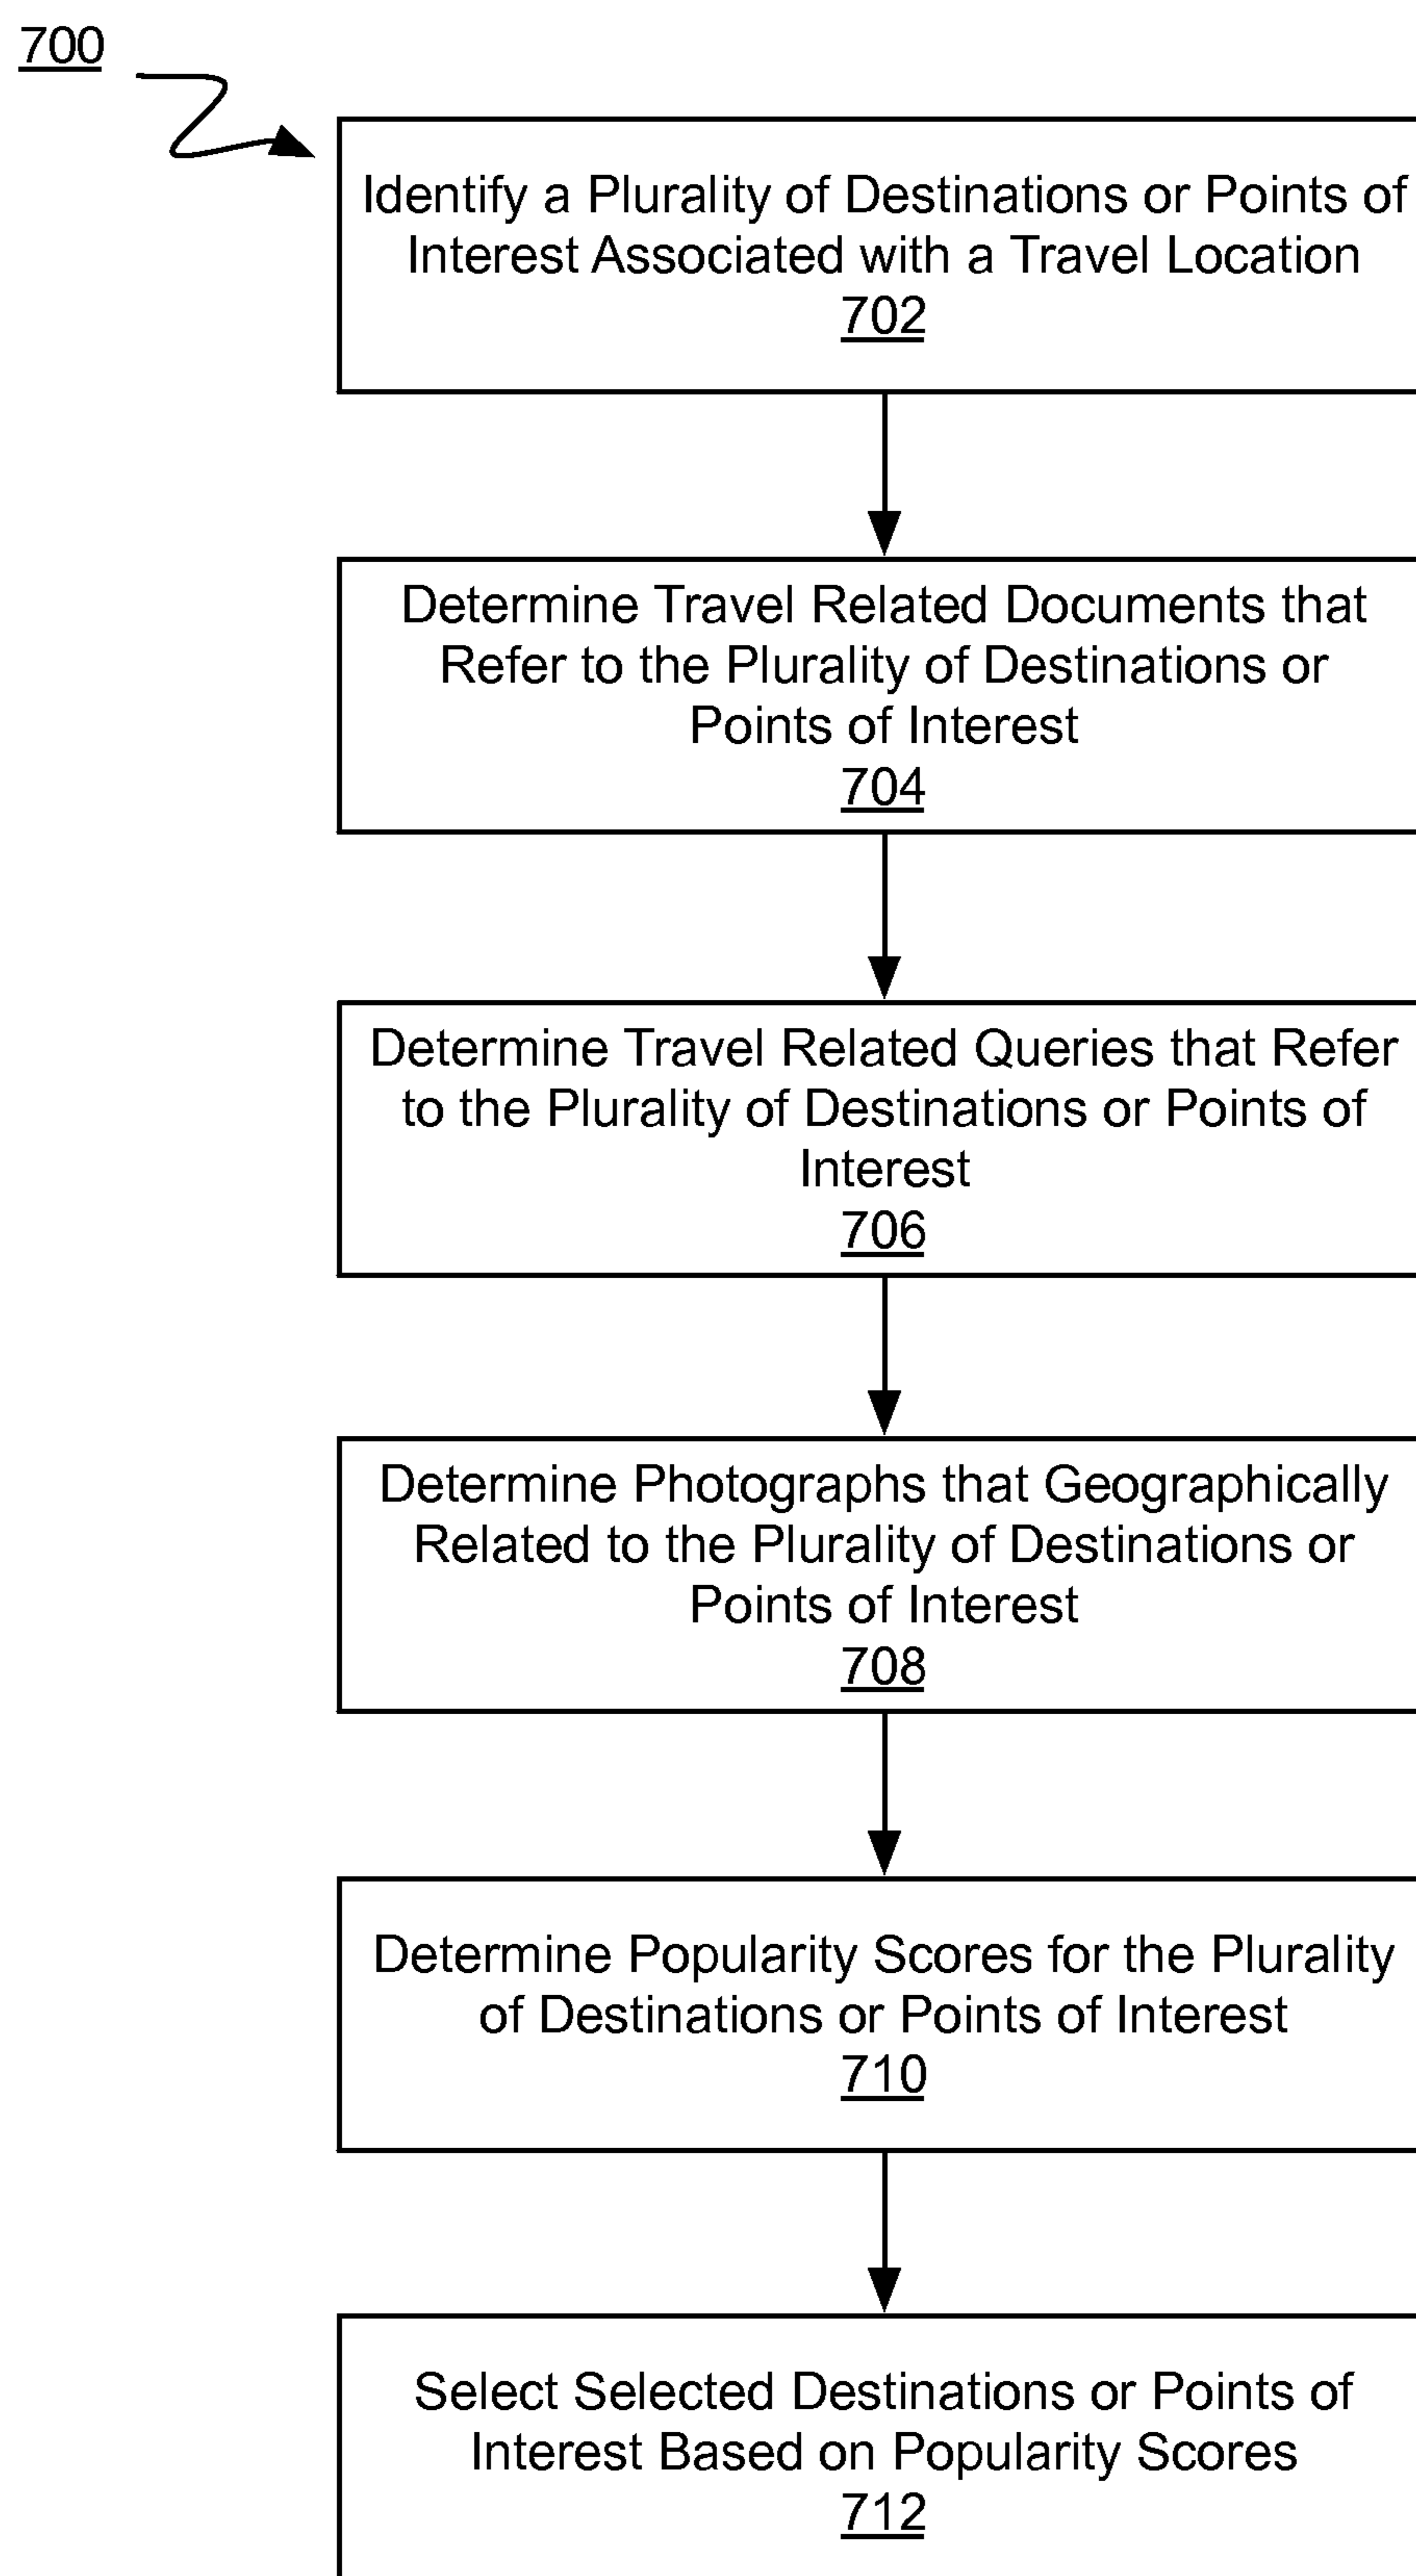 700
Identify a Plurality of Destinations or Points of
Interest Associated with a Travel Location
702
Determine Travel Related Documents that
Refer to the Plurality of Destinations or
Points of Interest
704
Determine Travel Related Queries that Refer
to the Plurality of Destinations or Points of
Interest
706
Determine Photographs that Geographically
Related to the Plurality of Destinations or
Points of Interest
708
Determine Popularity Scores for the Plurality
of Destinations or Points of Interest
710
Select Selected Destinations or Points of
Interest Based on Popularity Scores
712